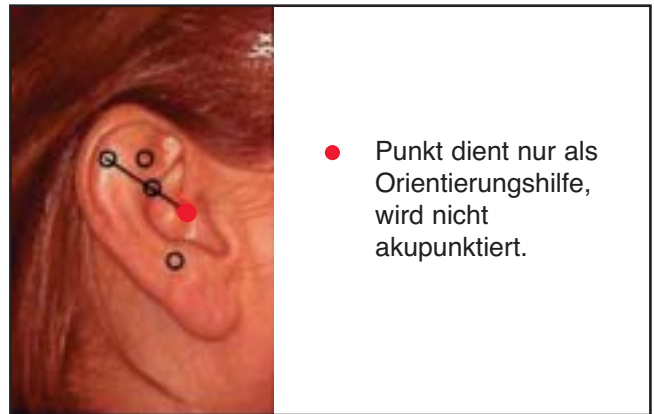 Punkt dient nur als
Orientierungshilfe,
wird nicht
akupunktiert.